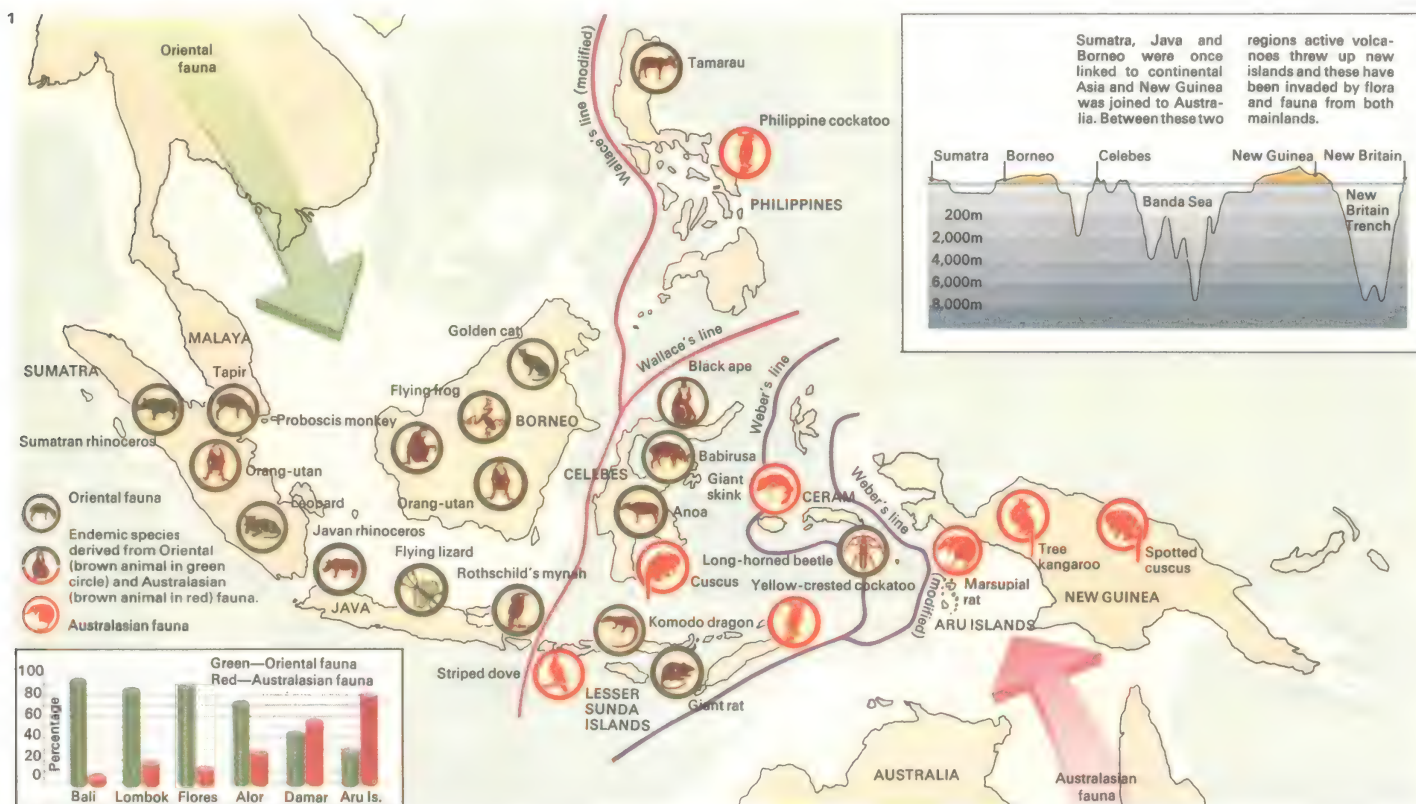 1
Oriental
fauna
Wallace's line (modified)
Tamarau
Philippine cockatoo
PHILIPPINES
Sumatra, Java and
Borneo were once
linked to continental
Asia and New Guinea
was joined to Austra-
lia. Between these two
regions active volca-
noes threw up new
islands and these have
been invaded by flora
and fauna from both
mainlands.
Sumatra
Borneo
Celebes
New Guinea
New Britain
Banda Sea
New
Britain
Trench
200m
2,000m
4,000m
6,000m
8,000m
MALAYA
SUMATRA
Tapir
Proboscis monkey
Sumatran rhinoceros
Orang-utan
Leopard
Golden cat
Flying frog
BORNEO
Orang-utan
Wallace's line
Black ape
Weber's line
Babirusa
CELEBES
Giant
skink
CERAM
Anoa
Weber's line
(modified)
Long-horned beetle
Cuscus
Yellow-crested cockatoo
Marsupial
rat
Tree
kangaroo
Spotted
cuscus
NEW GUINEA
ARU ISLANDS
Oriental fauna
Endemic species
derived from Oriental
(brown animal in green
circle) and Australasian
(brown animal in red) fauna.
Australasian fauna
Javan rhinoceros
Flying lizard
Rothschild's mynah
JAVA
Komodo dragon
Striped dove
LESSER
SUNDA
ISLANDS
Giant rat
Green—Oriental fauna
Red—Australasian fauna
Percentage
100
80
60
40
20
0
Bali
Lombok
Flores
Alor
Damar
Aru Is.
AUSTRALIA
Australasian
fauna